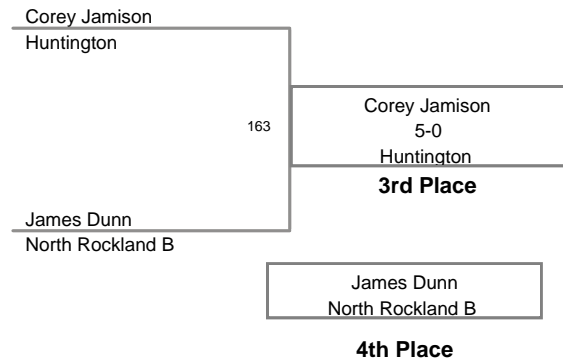 Corey Jamison
Huntington
163
Corey Jamison
5-0
Huntington
3rd Place
James Dunn
North Rockland B
James Dunn
North Rockland B
4th Place